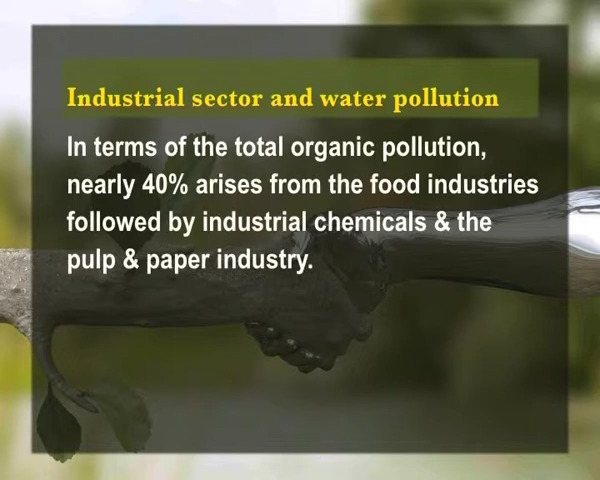 Industrial sector and water pollution
In terms of the total organic pollution,
nearly 40% arises from the food industries
followed by industrial chemicals & the
pulp & paper industry.